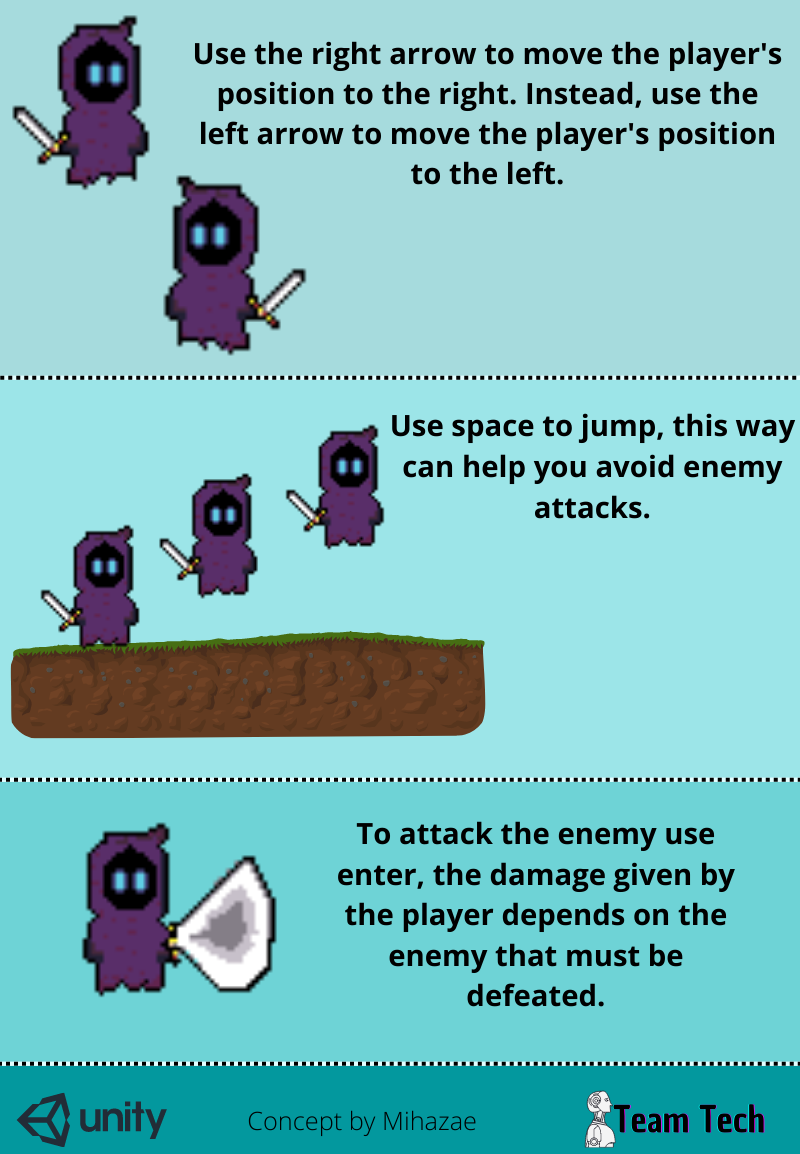 Use the right arrow to move the player's
position to the right. Instead, use the
left arrow to move the player's position
to the left.
Use space to jump, this way
can help you avoid enemy
attacks.
To attack the enemy use
enter, the damage given by
the player depends on the
enemy that must be
defeated.
unity
Concept by Mihazae
Team Tech